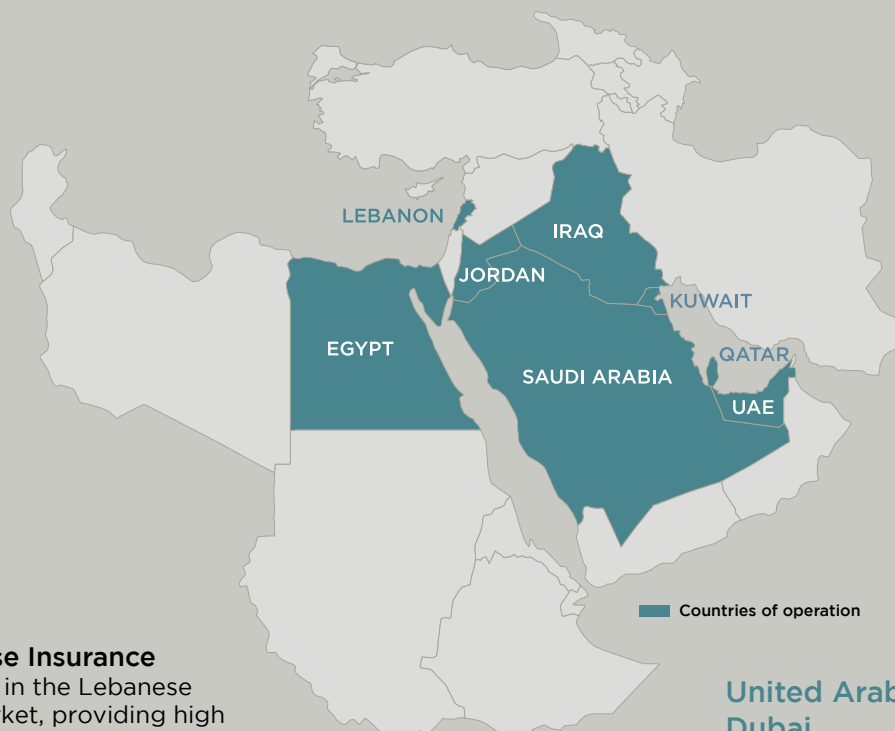 LEBANON
IRAQ
JORDAN
KUWAIT
EGYPT
QATAR
SAUDI ARABIA
UAE
Countries of operation
se Insurance
in the Lebanese
ket, providing high
United Arab
Dubai